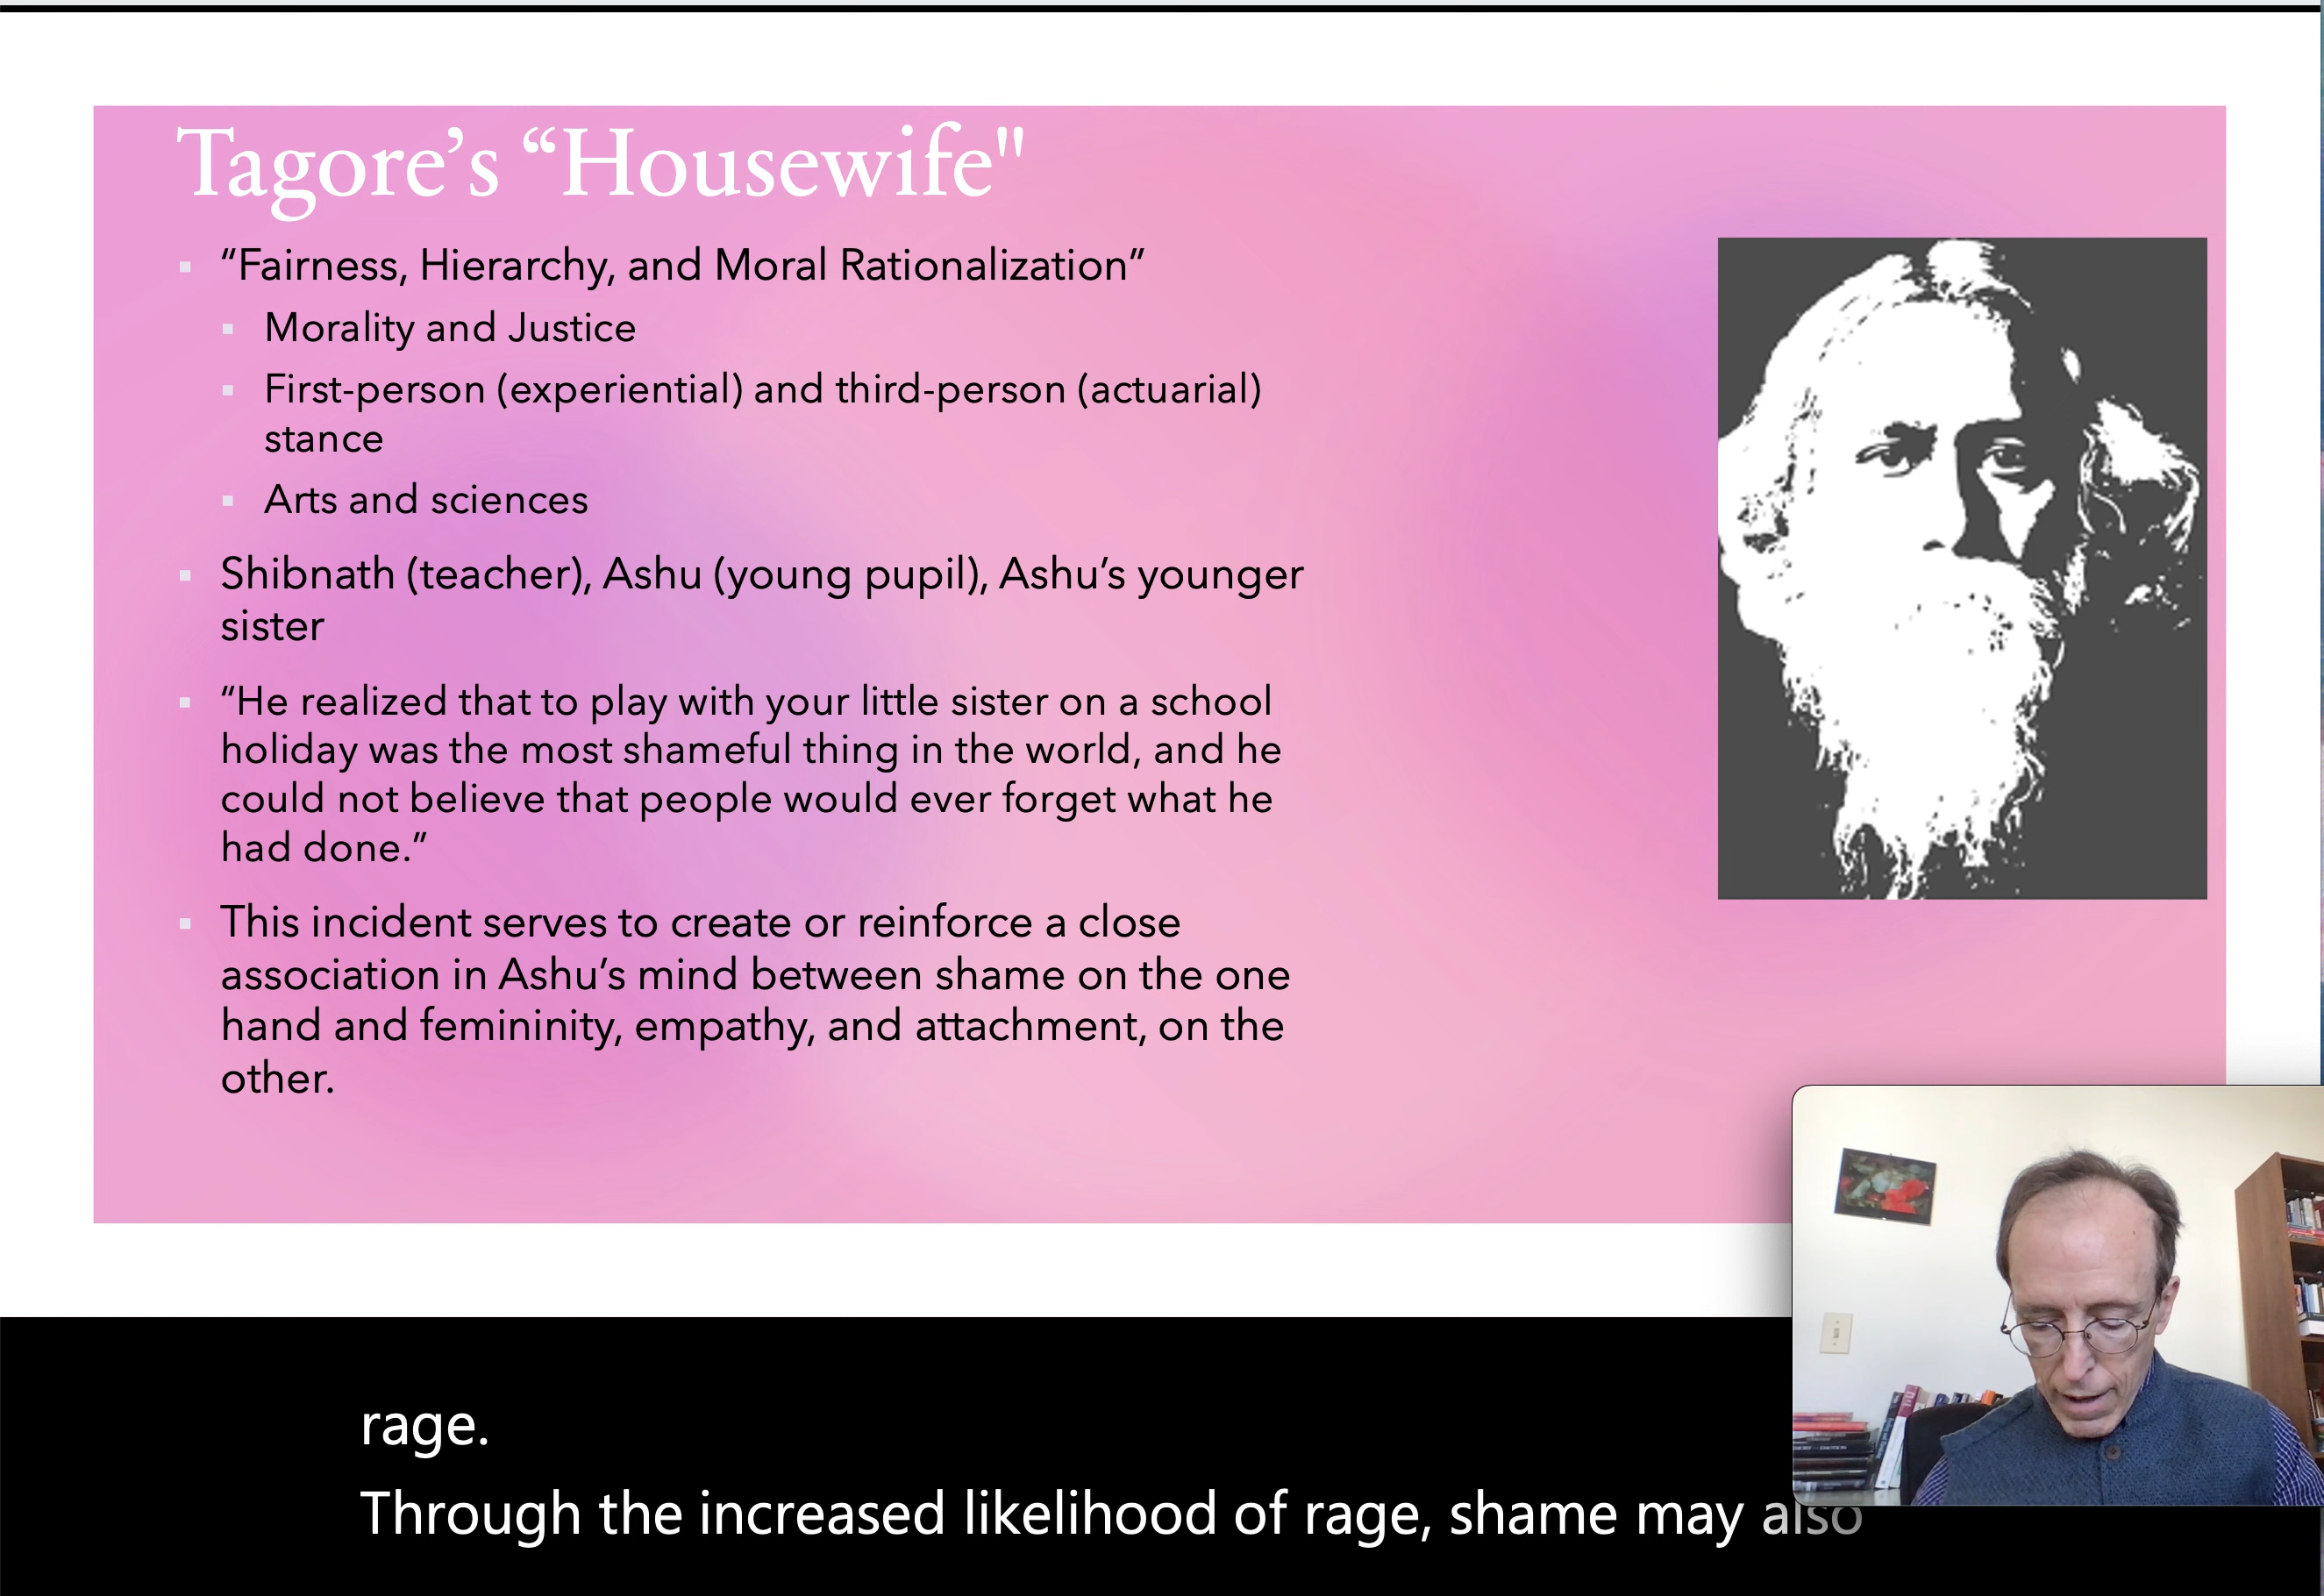 Tagore’s “Housewife"
“Fairness, Hierarchy, and Moral Rationalization”
Morality and Justice
First-person (experiential) and third-person (actuarial)
stance
Arts and sciences
Shibnath (teacher), Ashu (young pupil), Ashu’s younger
sister
“He realized that to play with your little sister on a school
holiday was the most shameful thing in the world, and he
could not believe that people would ever forget what he
had done.”
This incident serves to create or reinforce a close
association in Ashu’s mind between shame on the one
hand and femininity, empathy, and attachment, on the
other.
rage.
Through the increased likelihood of rage, shame may also